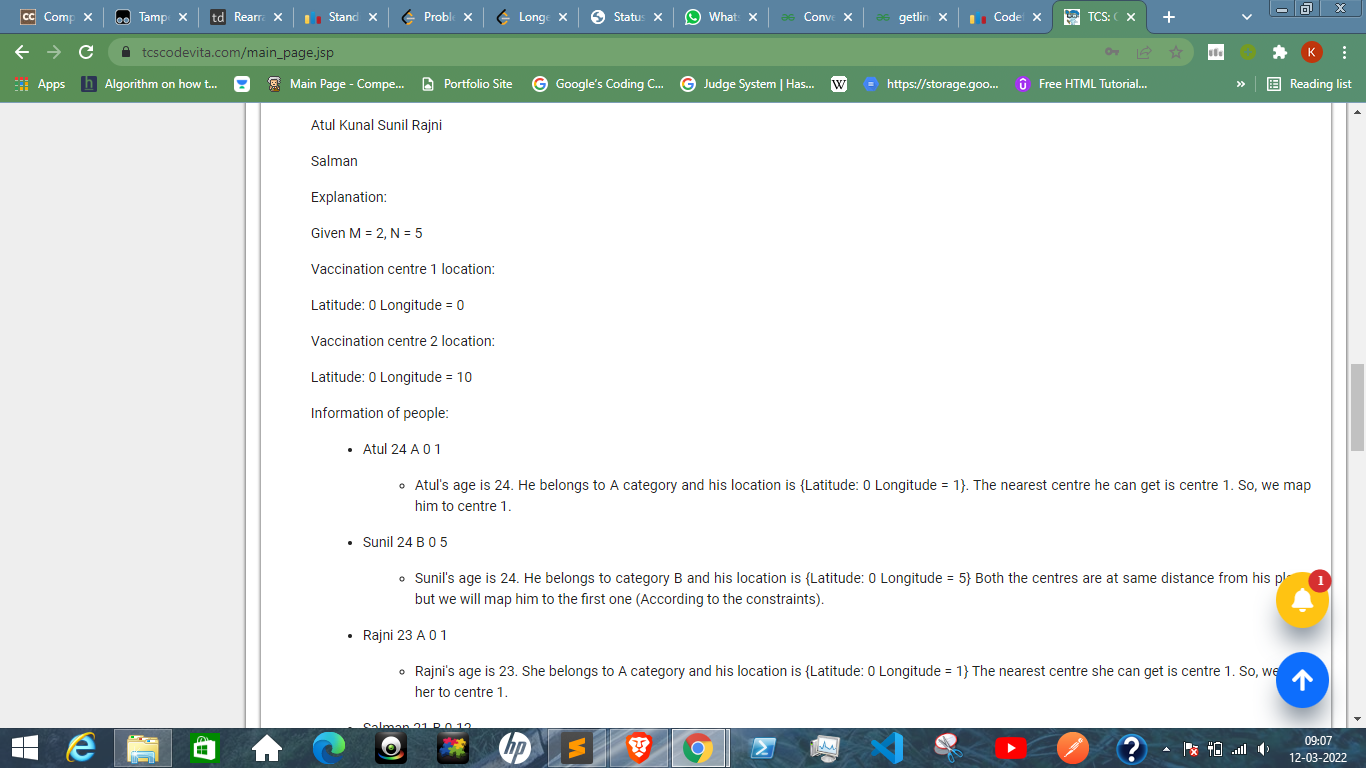 Comp
Tamp
Rearra
Stand
Proble
Longe
Status
Whats
Conve
getlin
Codef
TCS: C
tcscodevita.com/main_page.jsp
K
Apps
Algorithm on how t...
Main Page - Compe...
Portfolio Site
Google's Coding C...
Judge System | Has...
W
https://storage.goo...
Free HTML Tutorial...
»
Reading list
Atul Kunal Sunil Rajni
Salman
Explanation:
Given M = 2, N = 5
Vaccination centre 1 location:
Latitude: 0 Longitude = 0
Vaccination centre 2 location:
Latitude: 0 Longitude = 10
Information of people:
Atul 24 A 0 1
Atul's age is 24. He belongs to A category and his location is {Latitude: 0 Longitude = 1}. The nearest centre he can get is centre 1. So, we map
him to centre 1.
Sunil 24 B 0 5
Sunil's age is 24. He belongs to category B and his location is {Latitude: 0 Longitude = 5} Both the centres are at same distance from his pl
but we will map him to the first one (According to the constraints).
1
Rajni 23 A 0 1
Rajni's age is 23. She belongs to A category and his location is {Latitude: 0 Longitude = 1} The nearest centre she can get is centre 1. So, we
her to centre 1.
Salman 21 B 0 12
09:07
12-03-2022